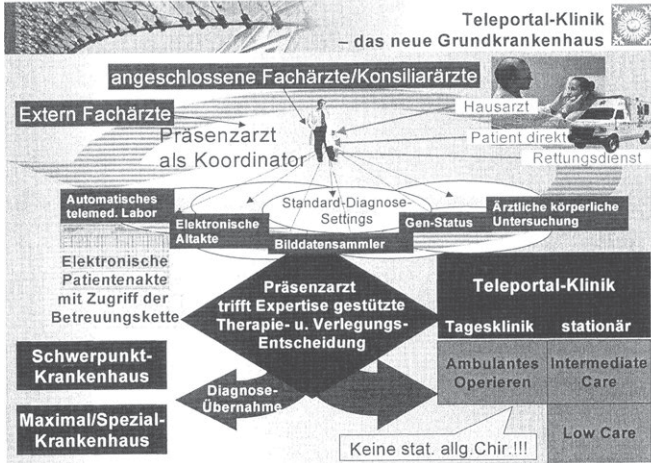 Teleportal-Klinik
– das neue Grundkrankenhaus
angeschlossene Fachärzte/Konsiliarärzte
Extern Fachärzte
Präsenzarzt
als Koordinator
Hausarzt
Patient direkt
Rettungsdienst
Automatisches
telemed. Labor
Elektronische
Altakte
Standard-Diagnose-
Settings
Bilddatensammler
Gen-Status
Ärztliche körperliche
Untersuchung
Elektronische
Patientenakte
mit Zugriff der
Betreuungskette
Präsenzarzt
trifft Expertise gestützte
Therapie- u. Verlegungs-
Entscheidung
Teleportal-Klinik
Tagesklinik stationär
Schwerpunkt-
Krankenhaus
Maximal/Spezial-
Krankenhaus
Diagnose-
Übernahme
Ambulantes
Operieren
Intermediate
Care
Low Care
Keine stat. allg.Chir.!!!